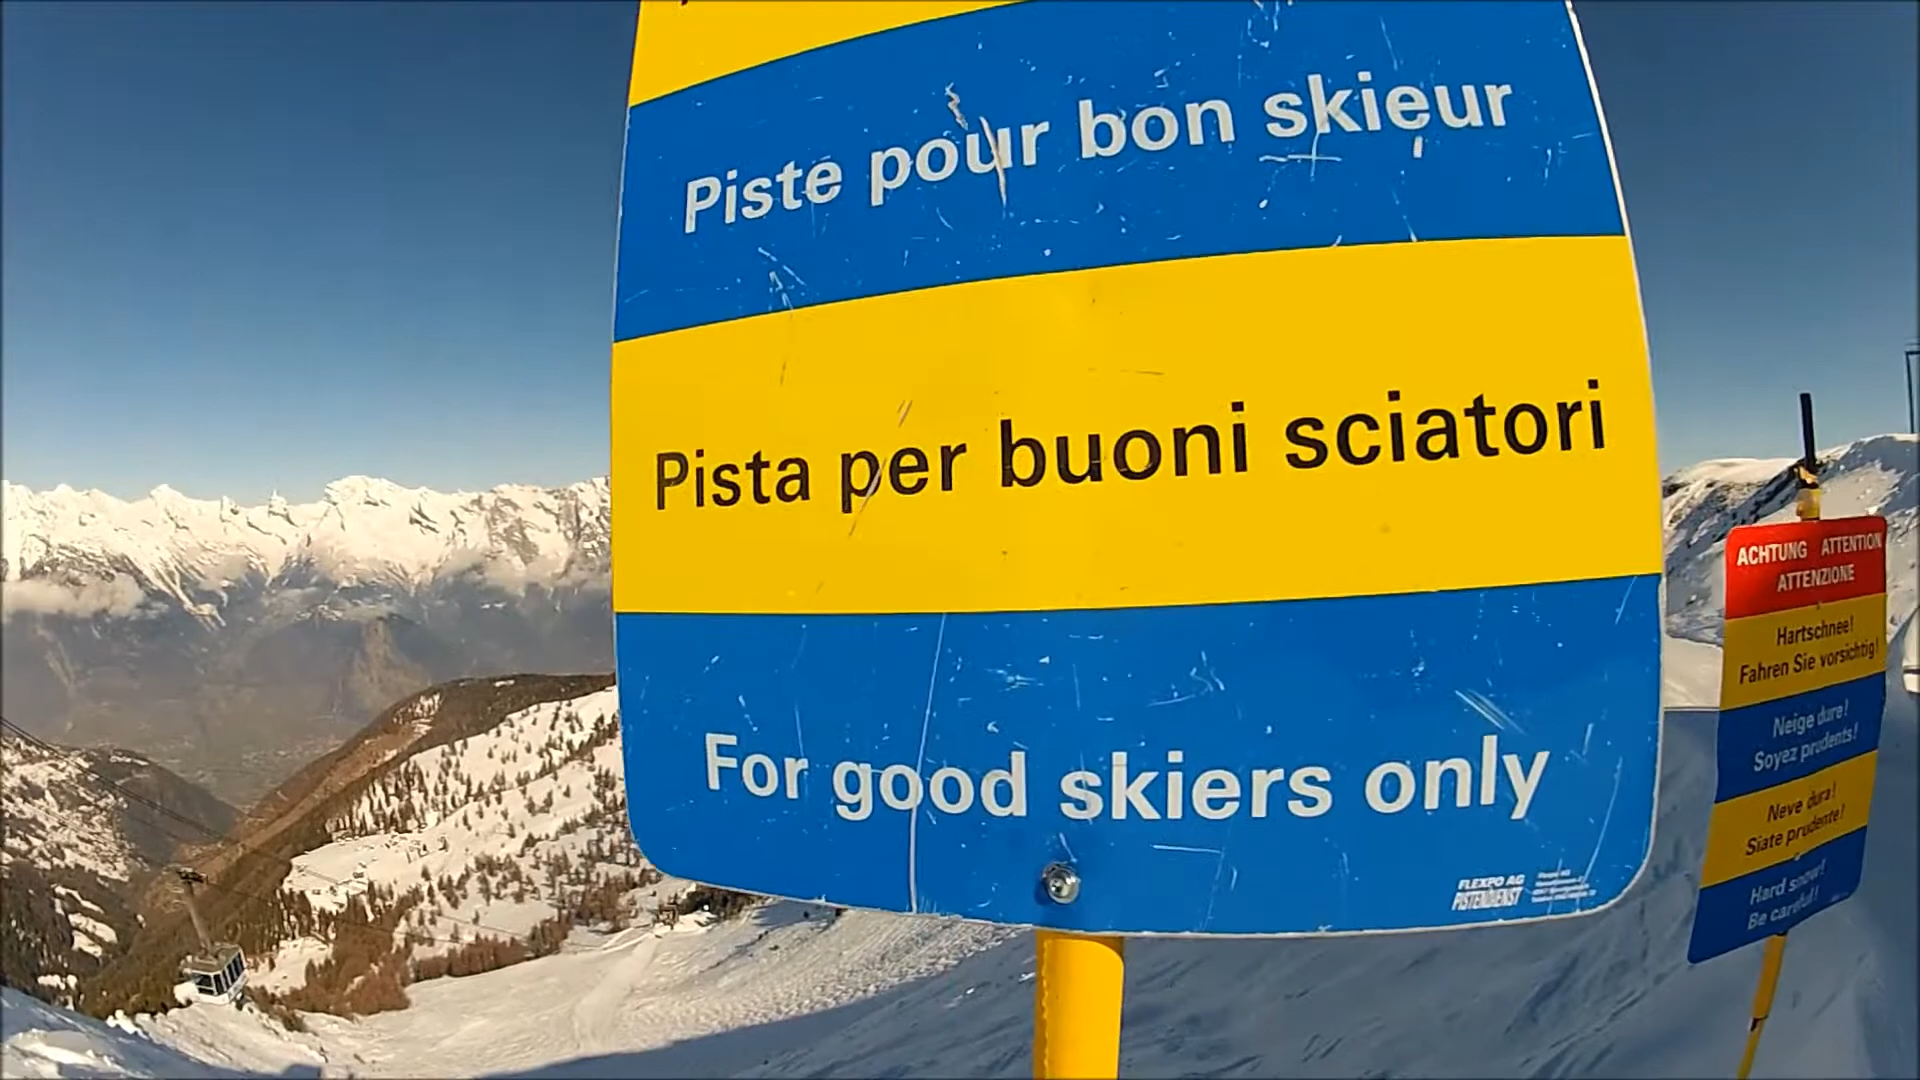 Piste pour bon skieur
Pista per buoni sciatori
For good skiers only
FLEXPO AG
PISTENDIENST
ACHTUNG ATTENTION
ATTENZIONE
Hartschnee!
Fahren Sie vorsichtig!
Neige dure!
Soyez prudents!
Neve dura!
Siate prudente!
Hard snow!
Be careful!